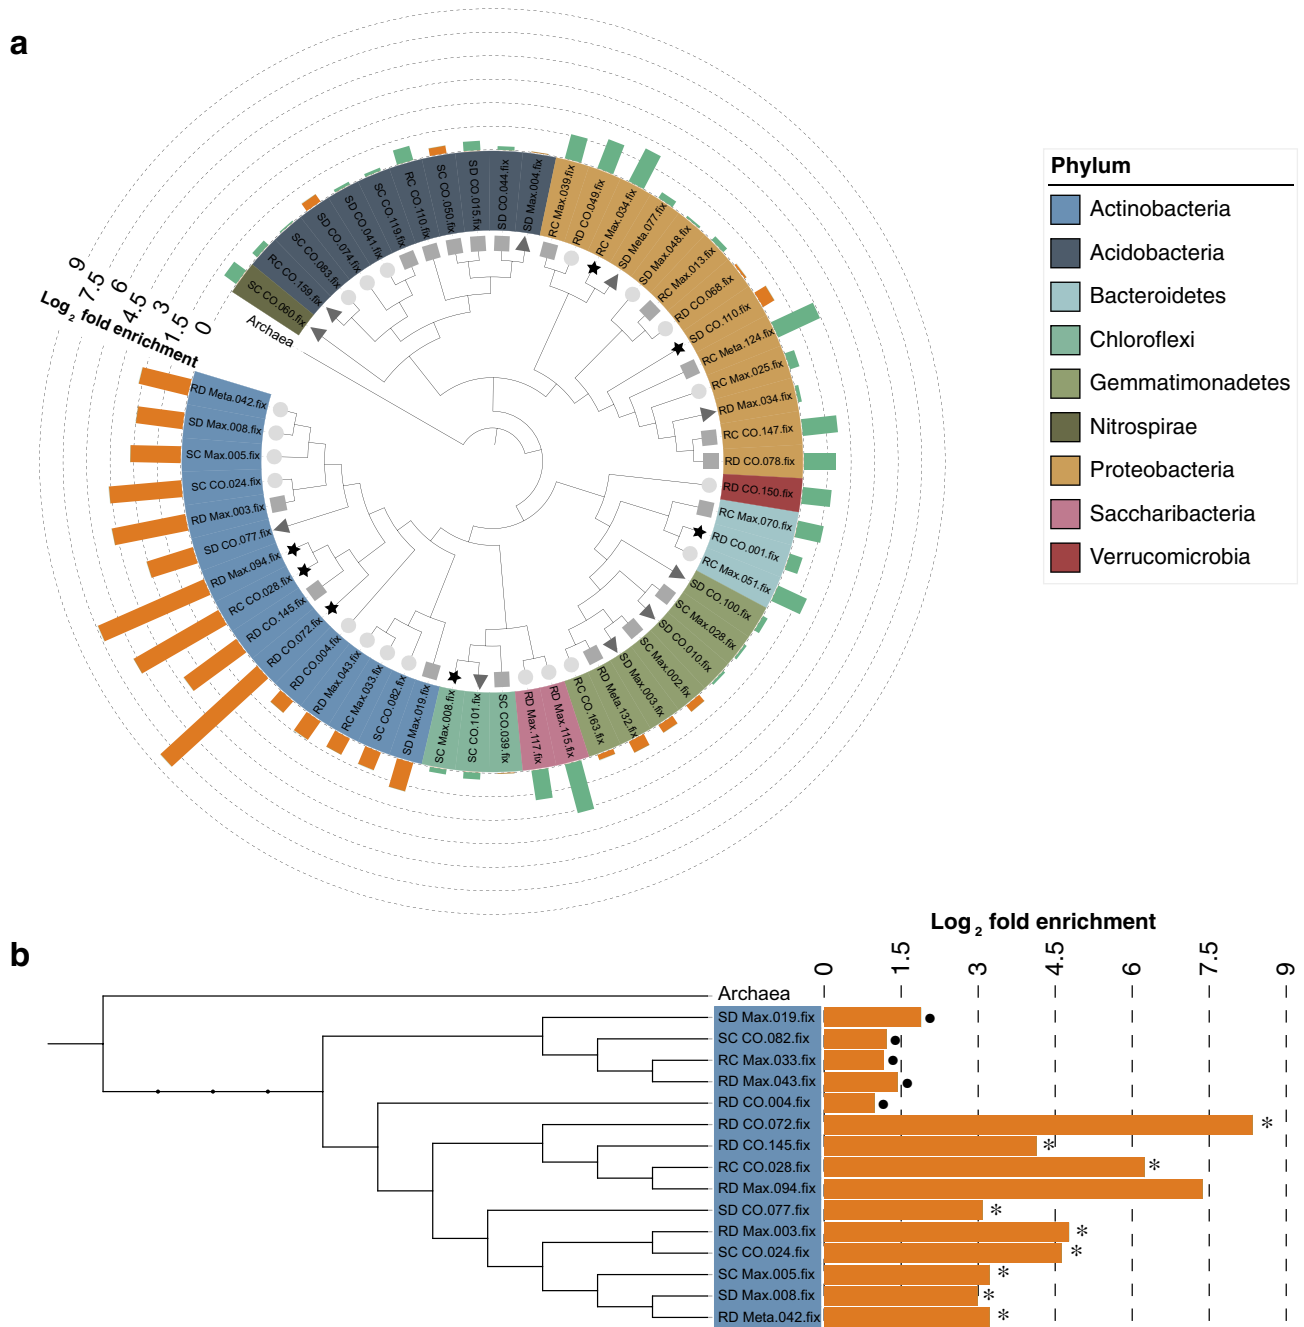 a
Log2 fold enrichment
9
7.5
6
4.5
3
1.5
0
Archaea
SC CO.060.fix
RC CO.159.fix
SC CO.083.fix
SD CO.074.fix
SD CO.041.fix
SC CO.119.fix
RC CO.110.fix
SC CO.050.fix
SD CO.015.fix
SD CO.044.fix
SD Max.004.fix
RC Max.039.fix
RD CO.049.fix
RC Max.034.fix
SD Meta.077.fix
SD Max.048.fix
RC Max.013.fix
RD CO.068.fix
SD CO.110.fix
RC Meta.124.fix
RC Max.025.fix
RD Max.034.fix
RC CO.147.fix
RD CO.078.fix
RD CO.150.fix
RC Max.070.fix
RD CO.001.fix
RC Max.051.fix
SD CO.100.fix
SC Max.028.fix
SD CO.010.fix
SC Max.002.fix
SD Max.003.fix
RD Meta.132.fix
RC CO.163.fix
RD Max.115.fix
RD Max.117.fix
SC CO.039.fix
SC CO.101.fix
SC Max.008.fix
SD Max.019.fix
SC CO.082.fix
RC Max.033.fix
RD Max.043.fix
RD CO.004.fix
RD CO.072.fix
RD CO.145.fix
RC CO.028.fix
RD Max.094.fix
SD CO.077.fix
RD Max.003.fix
SC CO.024.fix
SC Max.005.fix
SD Max.008.fix
RD Meta.042.fix
Phylum
Actinobacteria
Acidobacteria
Bacteroidetes
Chloroflexi
Gemmatimonadetes
Nitrospirae
Proteobacteria
Saccharibacteria
Verrucomicrobia
b
Log2 fold enrichment
0 1.5 3 4.5 6 7.5 9
Archaea
SD Max.019.fix
SC CO.082.fix
RC Max.033.fix
RD Max.043.fix
RD CO.004.fix
RD CO.072.fix *
RD CO.145.fix *
RC CO.028.fix *
RD Max.094.fix
SD CO.077.fix *
RD Max.003.fix *
SC CO.024.fix *
SC Max.005.fix *
SD Max.008.fix *
RD Meta.042.fix *